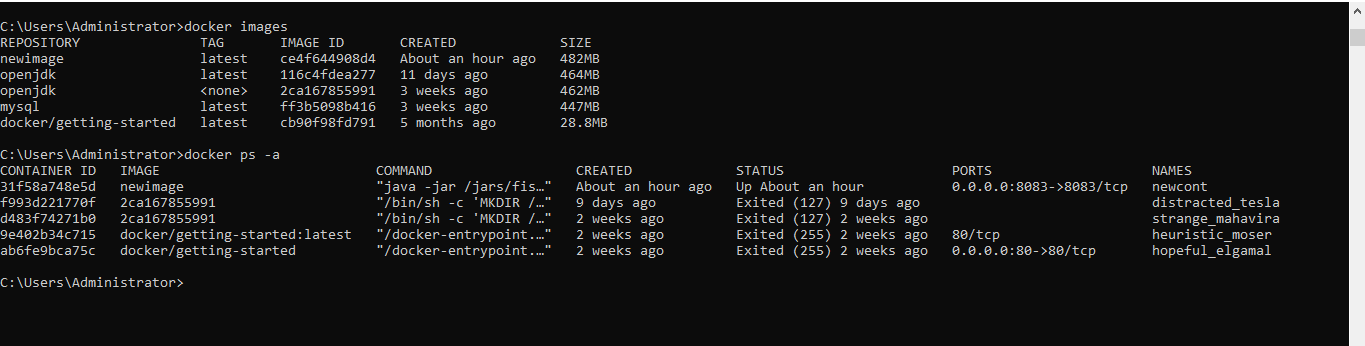 C:\Users\Administrator>docker images
REPOSITORY TAG IMAGE ID CREATED SIZE
newimage latest ce4f644908d4 About an hour ago 482MB
openjdk latest 116c4fdea277 11 days ago 464MB
openjdk <none> 2ca167855991 3 weeks ago 462MB
mysql latest ff3b5098b416 3 weeks ago 447MB
docker/getting-started latest cb90f98fd791 5 months ago 28.8MB
C:\Users\Administrator>docker ps -a
CONTAINER ID IMAGE COMMAND CREATED STATUS PORTS NAMES
31f58a748e5d newimage "java -jar /jars/fis…" About an hour ago Up About an hour 0.0.0.0:8083->8083/tcp newcont
f993d221770f 2ca167855991 "/bin/sh -c 'MKDIR /…" 9 days ago Exited (127) 9 days ago distracted_tesla
d483f74271b0 2ca167855991 "/bin/sh -c 'MKDIR /…" 2 weeks ago Exited (127) 2 weeks ago strange_mahavira
9e402b34c715 docker/getting-started:latest "/docker-entrypoint.…" 2 weeks ago Exited (255) 2 weeks ago 80/tcp heuristic_moser
ab6fe9bca75c docker/getting-started "/docker-entrypoint.…" 2 weeks ago Exited (255) 2 weeks ago 0.0.0.0:80->80/tcp hopeful_elgamal
C:\Users\Administrator>